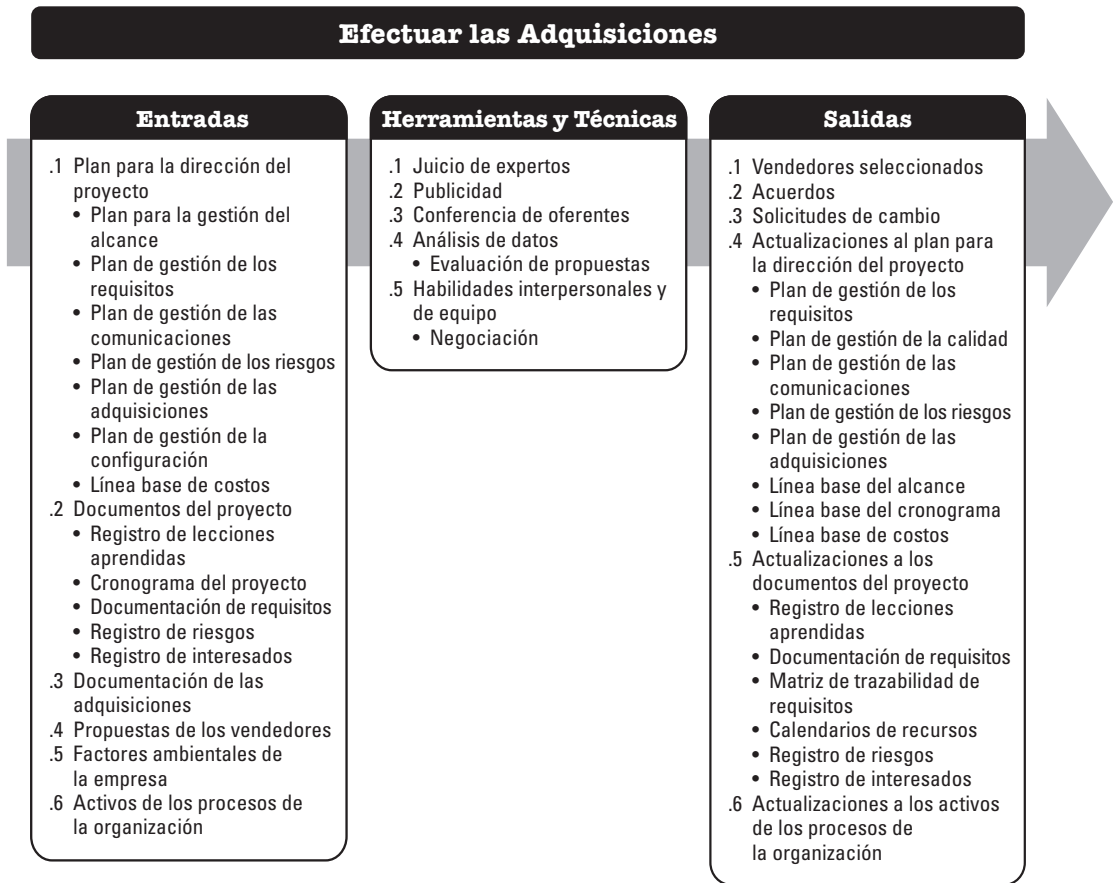 Efectuar las Adquisiciones
Entradas
.1 Plan para la dirección del
proyecto
• Plan para la gestión del
alcance
• Plan de gestión de los
requisitos
• Plan de gestión de las
comunicaciones
• Plan de gestión de los riesgos
• Plan de gestión de las
adquisiciones
• Plan de gestión de la
configuración
• Línea base de costos
.2 Documentos del proyecto
• Registro de lecciones
aprendidas
• Cronograma del proyecto
• Documentación de requisitos
• Registro de riesgos
• Registro de interesados
.3 Documentación de las
adquisiciones
.4 Propuestas de los vendedores
.5 Factores ambientales de
la empresa
.6 Activos de los procesos de
la organización
Herramientas y Técnicas
.1 Juicio de expertos
.2 Publicidad
.3 Conferencia de oferentes
.4 Análisis de datos
• Evaluación de propuestas
.5 Habilidades interpersonales y
de equipo
• Negociación
Salidas
.1 Vendedores seleccionados
.2 Acuerdos
.3 Solicitudes de cambio
.4 Actualizaciones al plan para
la dirección del proyecto
• Plan de gestión de los
requisitos
• Plan de gestión de la calidad
• Plan de gestión de las
comunicaciones
• Plan de gestión de los riesgos
• Plan de gestión de las
adquisiciones
• Línea base del alcance
• Línea base del cronograma
• Línea base de costos
.5 Actualizaciones a los
documentos del proyecto
• Registro de lecciones
aprendidas
• Documentación de requisitos
• Matriz de trazabilidad de
requisitos
• Calendarios de recursos
• Registro de riesgos
• Registro de interesados
.6 Actualizaciones a los activos
de los procesos de
la organización